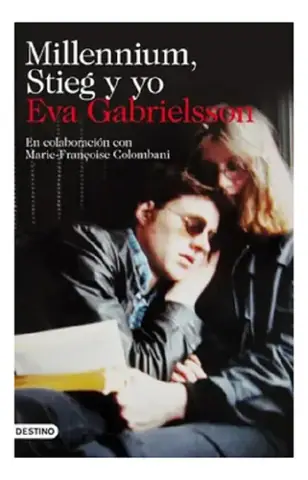 Millennium,
Stieg y yo
Eva Gabrielsson
En colaboración con
Marie-Françoise Colombani
DESTINO